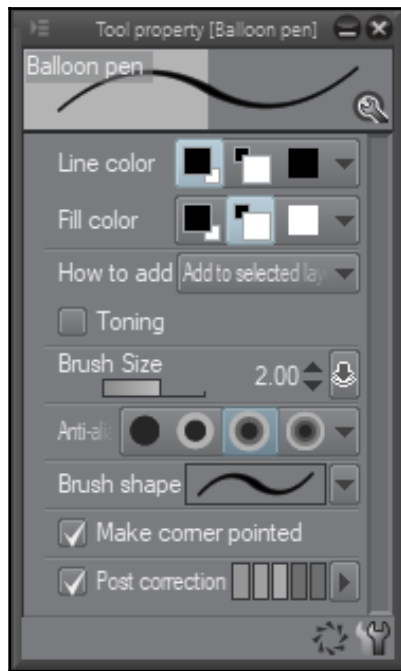 Tool property [Balloon pen]
Balloon pen
Line color
Fill color
How to add Add to selected lay
Toning
Brush Size
2.00
Anti-ali
Brush shape
Make corner pointed
Post correction